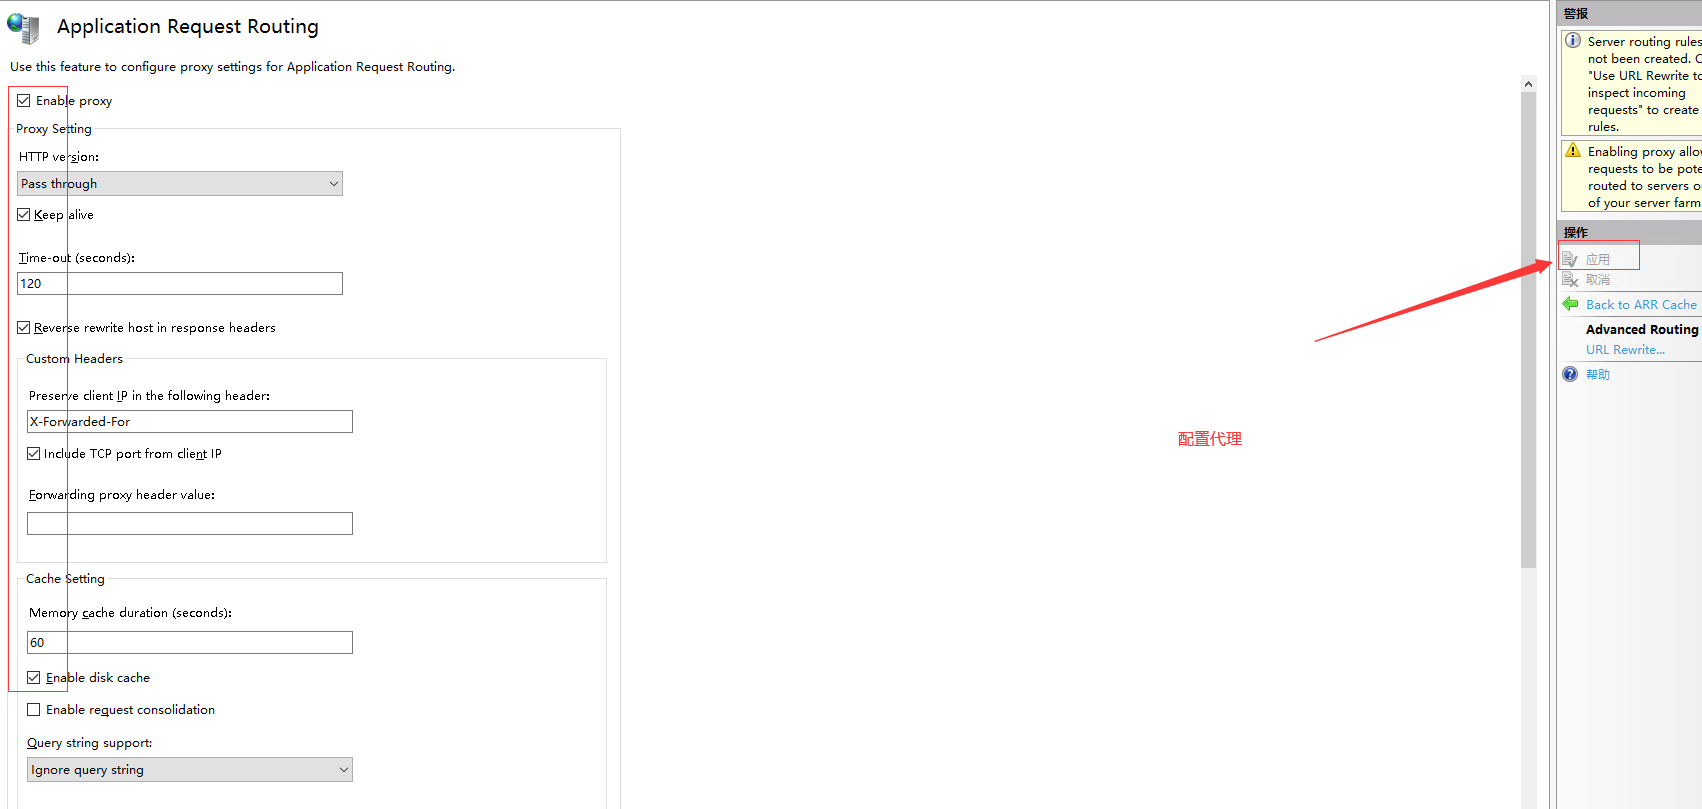 Application Request Routing
Use this feature to configure proxy settings for Application Request Routing.
Enable proxy
Proxy Setting
HTTP version:
Pass through
Keep alive
Time-out (seconds):
120
Reverse rewrite host in response headers
Custom Headers
Preserve client IP in the following header:
X-Forwarded-For
Include TCP port from client IP
Forwarding proxy header value:
Cache Setting
Memory cache duration (seconds):
60
Enable disk cache
Enable request consolidation
Query string support:
Ignore query string
配置代理
警报
Server routing rules
not been created.
"Use URL Rewrite to
inspect incoming
requests" to create
rules.
Enabling proxy
requests to be
routed to servers
of your server farm
操作
应用
取消
Back to ARR Cache
Advanced Routing
URL Rewrite...
帮助